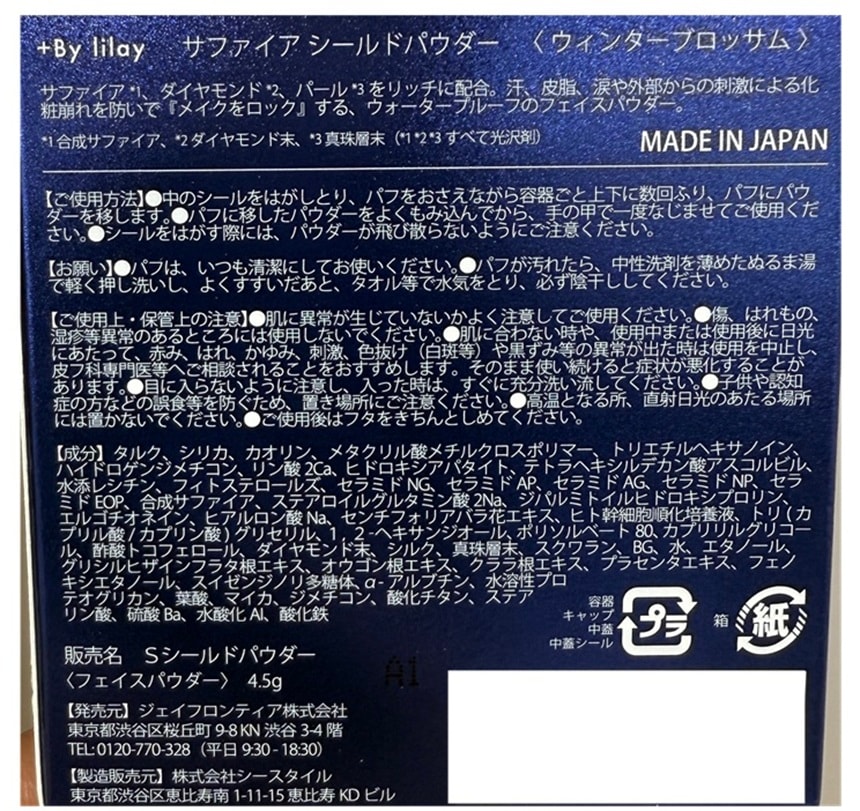 +By lilay サファイア シールドパウダー 〈ウィンターブロッサム〉
サファイア*1、ダイヤモンド*2、パール*3をリッチに配合。汗、皮脂、涙や外部からの刺激による化
粧崩れを防いで『メイクをロック』する、ウォータープルーフのフェイスパウダー。
*1 合成サファイア、*2 ダイヤモンド末、*3 真珠層末（*1 *2 *3 すべて光沢剤）
MADE IN JAPAN
【ご使用方法】●中のシールをはがしとり、パフをおさえながら容器ごと上下に数回ふり、パフにパウ
ダーを移します。●パフに移したパウダーをよくもみ込んでから、手の甲で一度なじませてご使用くだ
さい。●シールをはがす際には、パウダーが飛び散らないようにご注意ください。
【お願い】●パフは、いつも清潔にしてお使いください。●パフが汚れたら、中性洗剤を薄めたぬるま湯
で軽く押し洗いし、よくすすいだあと、タオル等で水気をとり、必ず陰干ししてください。
【ご使用上・保管上の注意】●肌に異常が生じていないかよく注意してご使用ください。●傷、はれもの、
湿疹等異常のあるところには使用しないでください。●肌に合わない時や、使用中または使用後に日光
にあたって、赤み、はれ、かゆみ、刺激、色抜け（白斑等）や黒ずみ等の異常が出た時は使用を中止し、
皮フ科専門医等へご相談されることをおすすめします。そのまま使い続けると症状が悪化することが
あります。●目に入らないように注意し、入った時は、すぐに充分洗い流してください。●子供や認知
症の方などの誤食等を防ぐため、置き場所にご注意ください。●高温となる所、直射日光のあたる場所
には置かないでください。●ご使用後はフタをきちんとしめてください。
【成分】タルク、シリカ、カオリン、メタクリル酸メチルクロスポリマー、トリエチルヘキサノイン、
ハイドロゲンジメチコン、リン酸2Ca、ヒドロキシアパタイト、テトラヘキシルデカン酸アスコルビル、
水添レシチン、フィトステロールズ、セラミドNG、セラミドAP、セラミドAG、セラミドNP、セラ
ミドEOP、合成サファイア、ステアロイルグルタミン酸2Na、ジパルミトイルヒドロキシプロリン、
エルゴチオネイン、ヒアルロン酸Na、センチフォリアバラ花エキス、ヒト幹細胞順化培養液、トリ(カ
プリル酸/カプリン酸)グリセリル、1，2-ヘキサンジオール、ポリソルベート80、カプリリルグリコー
ル、酢酸トコフェロール、ダイヤモンド末、シルク、真珠層末、スクワラン、BG、水、エタノール、
グリシルヒザインフラタ根エキス、オウゴン根エキス、クララ根エキス、プラセンタエキス、フェノ
キシエタノール、スイゼンジノリ多糖体、α-アルブチン、水溶性プロ
テオグリカン、葉酸、マイカ、ジメチコン、酸化チタン、ステア
リン酸、硫酸Ba、水酸化Al、酸化鉄
容器
キャップ
中蓋
中蓋シール
プラ
箱
紙
販売名 Sシールドパウダー
〈フェイスパウダー〉 4.5g
A1
【発売元】ジェイフロンティア株式会社
東京都渋谷区桜丘町 9-8 KN 渋谷 3-4 階
TEL: 0120-770-328（平日 9:30 - 18:30）
【製造販売元】株式会社シースタイル
東京都渋谷区恵比寿南 1-11-15 恵比寿 KD ビル